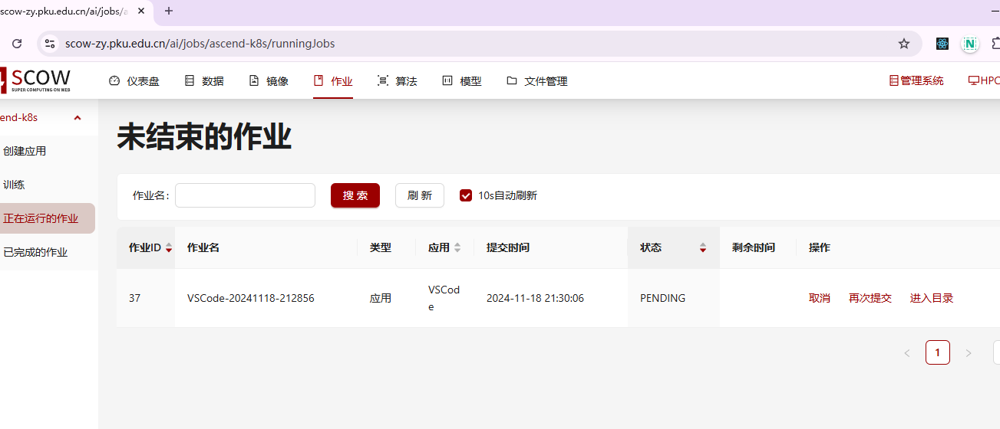 scow-zy.pku.edu.cn/ai/jobs/a
scow-zy.pku.edu.cn/ai/jobs/ascend-k8s/runningJobs
SCOW
SUPER COMPUTING ON WEB
仪表盘 数据 镜像 作业 算法 模型 文件管理 管理系统 HPC
end-k8s
创建应用
训练
正在运行的作业
已完成的作业
未结束的作业
作业名: 搜 索 刷 新 10s自动刷新
作业ID 作业名 类型 应用 提交时间 状态 剩余时间 操作
37 VSCode-20241118-212856 应用 VSCod
e 2024-11-18 21:30:06 PENDING 取消 再次提交 进入目录
< 1 >